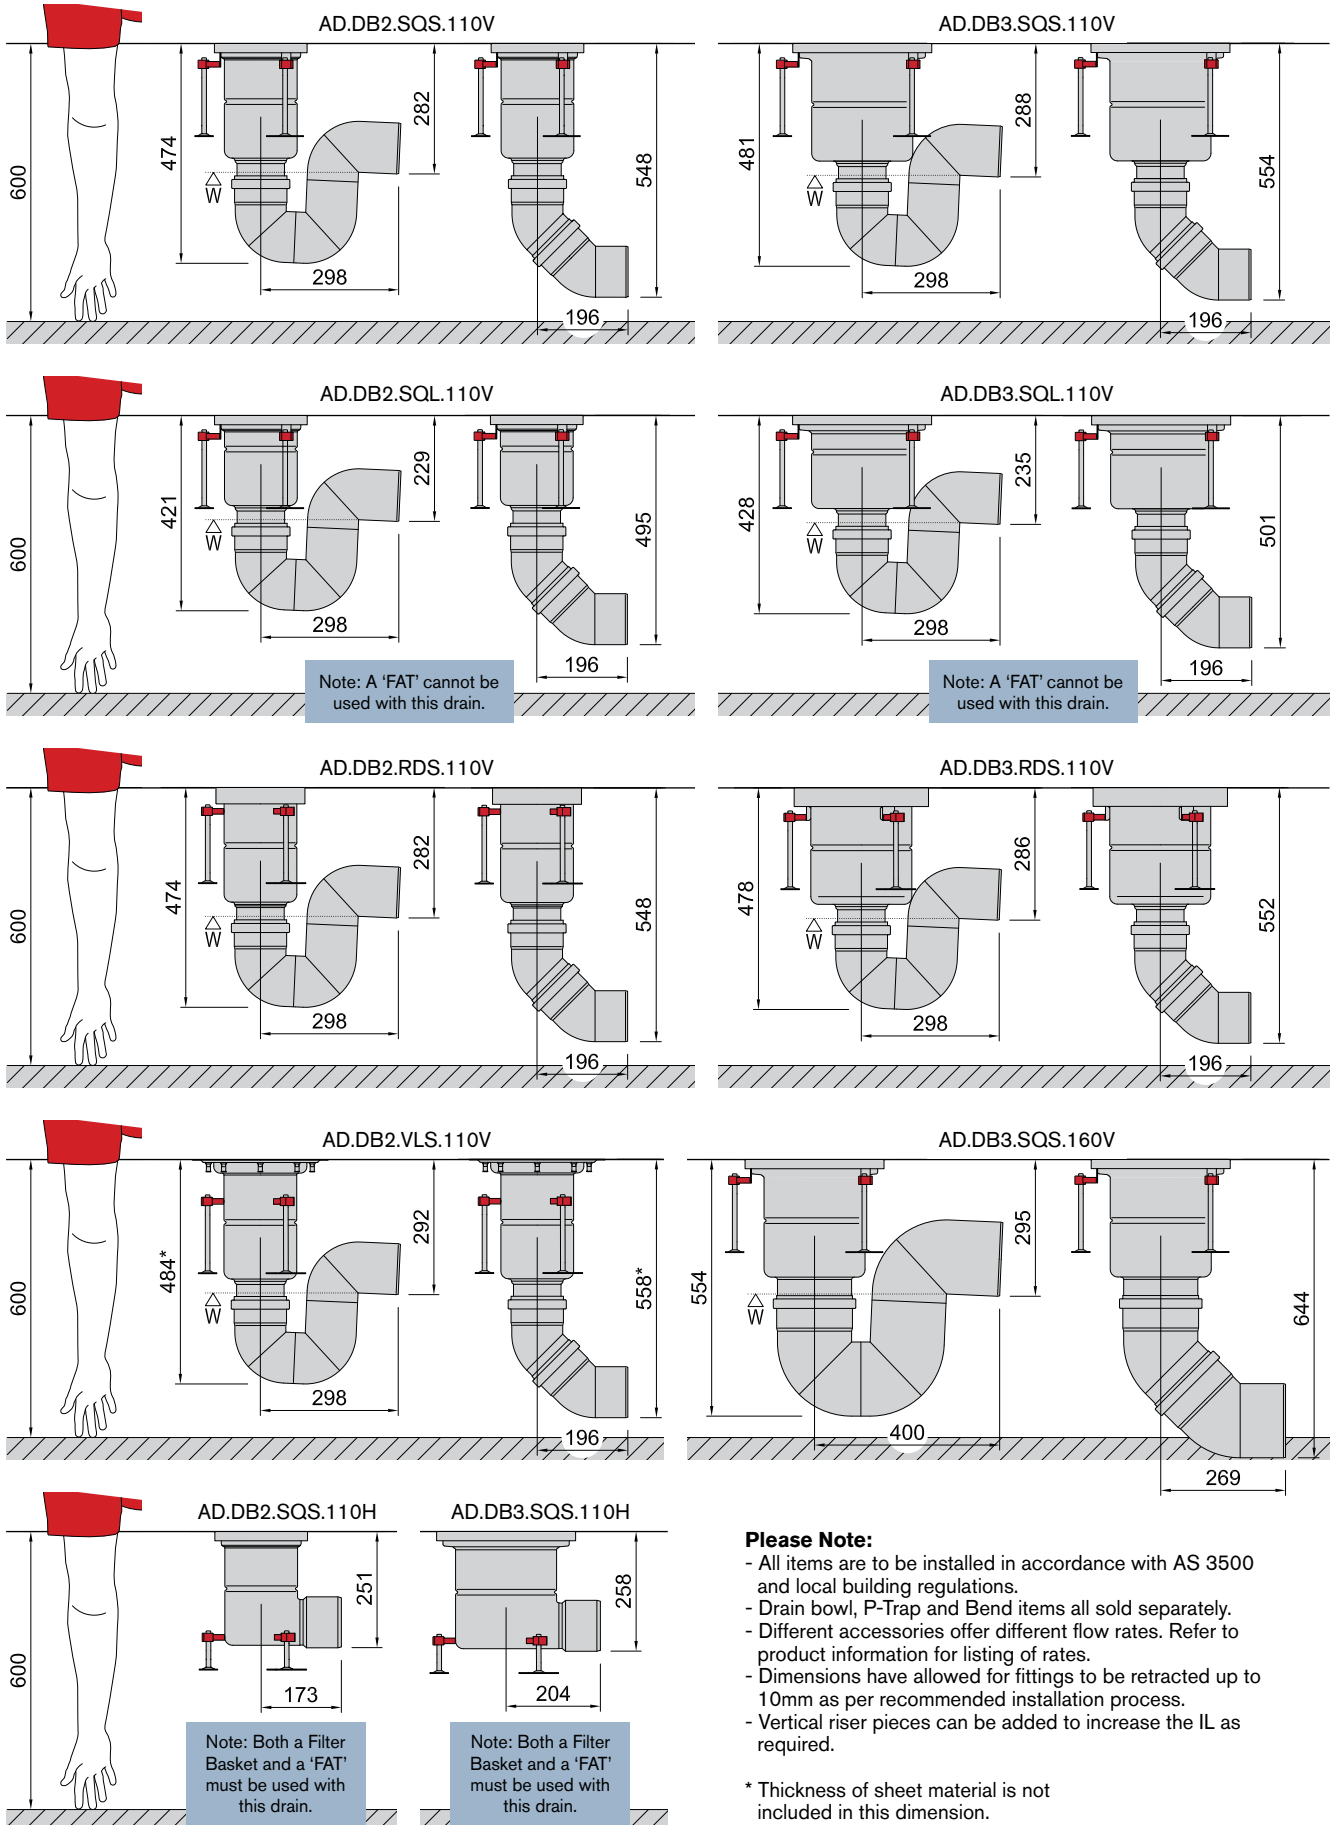 AD.DB2.SQS.110V
600
474
W
282
298
548
196
AD.DB3.SQS.110V
481
W
288
298
554
196
AD.DB2.SQL.110V
600
421
W
229
298
495
196
Note: A ‘FAT’ cannot be
used with this drain.
AD.DB3.SQL.110V
428
W
235
298
501
196
Note: A ‘FAT’ cannot be
used with this drain.
AD.DB2.RDS.110V
600
474
W
282
298
548
196
AD.DB3.RDS.110V
478
W
286
298
552
196
AD.DB2.VLS.110V
600
484*
W
292
298
558*
196
AD.DB3.SQS.160V
554
W
295
400
644
269
AD.DB2.SQS.110H
600
251
173
Note: Both a Filter
Basket and a ‘FAT’
must be used with
this drain.
AD.DB3.SQS.110H
258
204
Note: Both a Filter
Basket and a ‘FAT’
must be used with
this drain.
Please Note:
- All items are to be installed in accordance with AS 3500
and local building regulations.
- Drain bowl, P-Trap and Bend items all sold separately.
- Different accessories offer different flow rates. Refer to
product information for listing of rates.
- Dimensions have allowed for fittings to be retracted up to
10mm as per recommended installation process.
- Vertical riser pieces can be added to increase the IL as
required.
* Thickness of sheet material is not
included in this dimension.